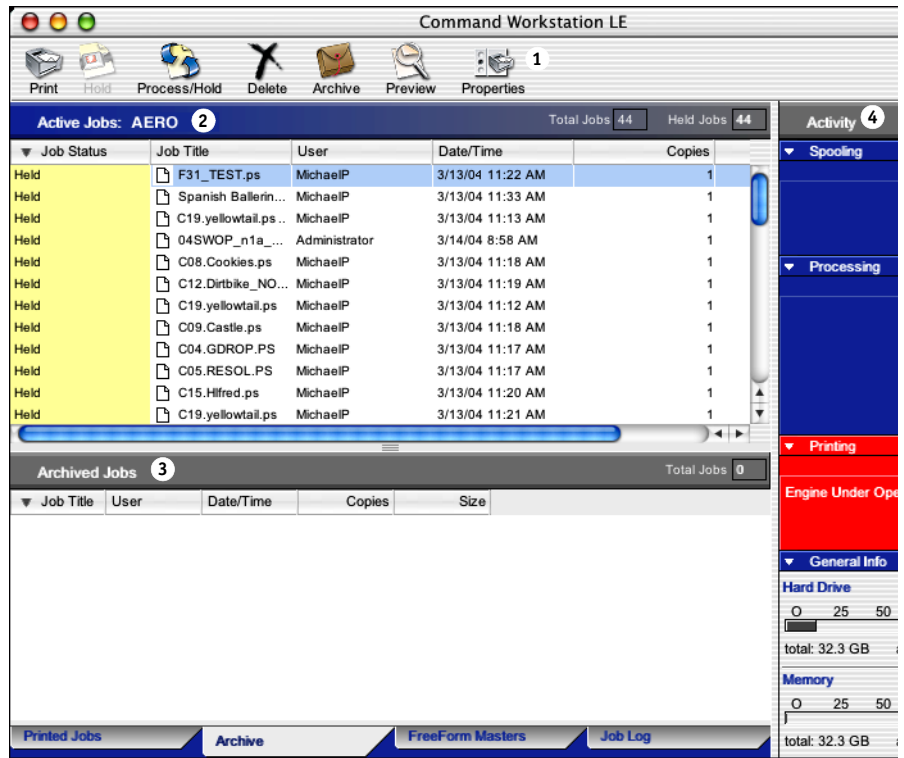 Command Workstation LE
Print Hold Process/Hold Delete Archive Preview Properties 1
Active Jobs: AERO 2 Total Jobs 44 Held Jobs 44
Job Status Job Title User Date/Time Copies
Held F31_TEST.ps MichaelP 3/13/04 11:22 AM 1
Held Spanish Ballerin... MichaelP 3/13/04 11:33 AM 1
Held C19.yellowtail.ps.. MichaelP 3/13/04 11:13 AM 1
Held 04SWOP_n1a_... Administrator 3/14/04 8:58 AM 1
Held C08.Cookies.ps MichaelP 3/13/04 11:18 AM 1
Held C12.Dirtbike_NO... MichaelP 3/13/04 11:19 AM 1
Held C19.yellowtail.ps MichaelP 3/13/04 11:12 AM 1
Held C09.Castle.ps MichaelP 3/13/04 11:18 AM 1
Held C04.GDROP.PS MichaelP 3/13/04 11:17 AM 1
Held C05.RESOL.PS MichaelP 3/13/04 11:17 AM 1
Held C15.Hlfred.ps MichaelP 3/13/04 11:20 AM 1
Held C19.yellowtail.ps MichaelP 3/13/04 11:21 AM 1
Archived Jobs 3 Total Jobs 0
Job Title User Date/Time Copies Size
Printed Jobs Archive FreeForm Masters Job Log
Activity 4
Spooling
Processing
Printing
Engine Under Ope
General Info
Hard Drive
0 25 50
total: 32.3 GB a
Memory
0 25 50
total: 32.3 GB a